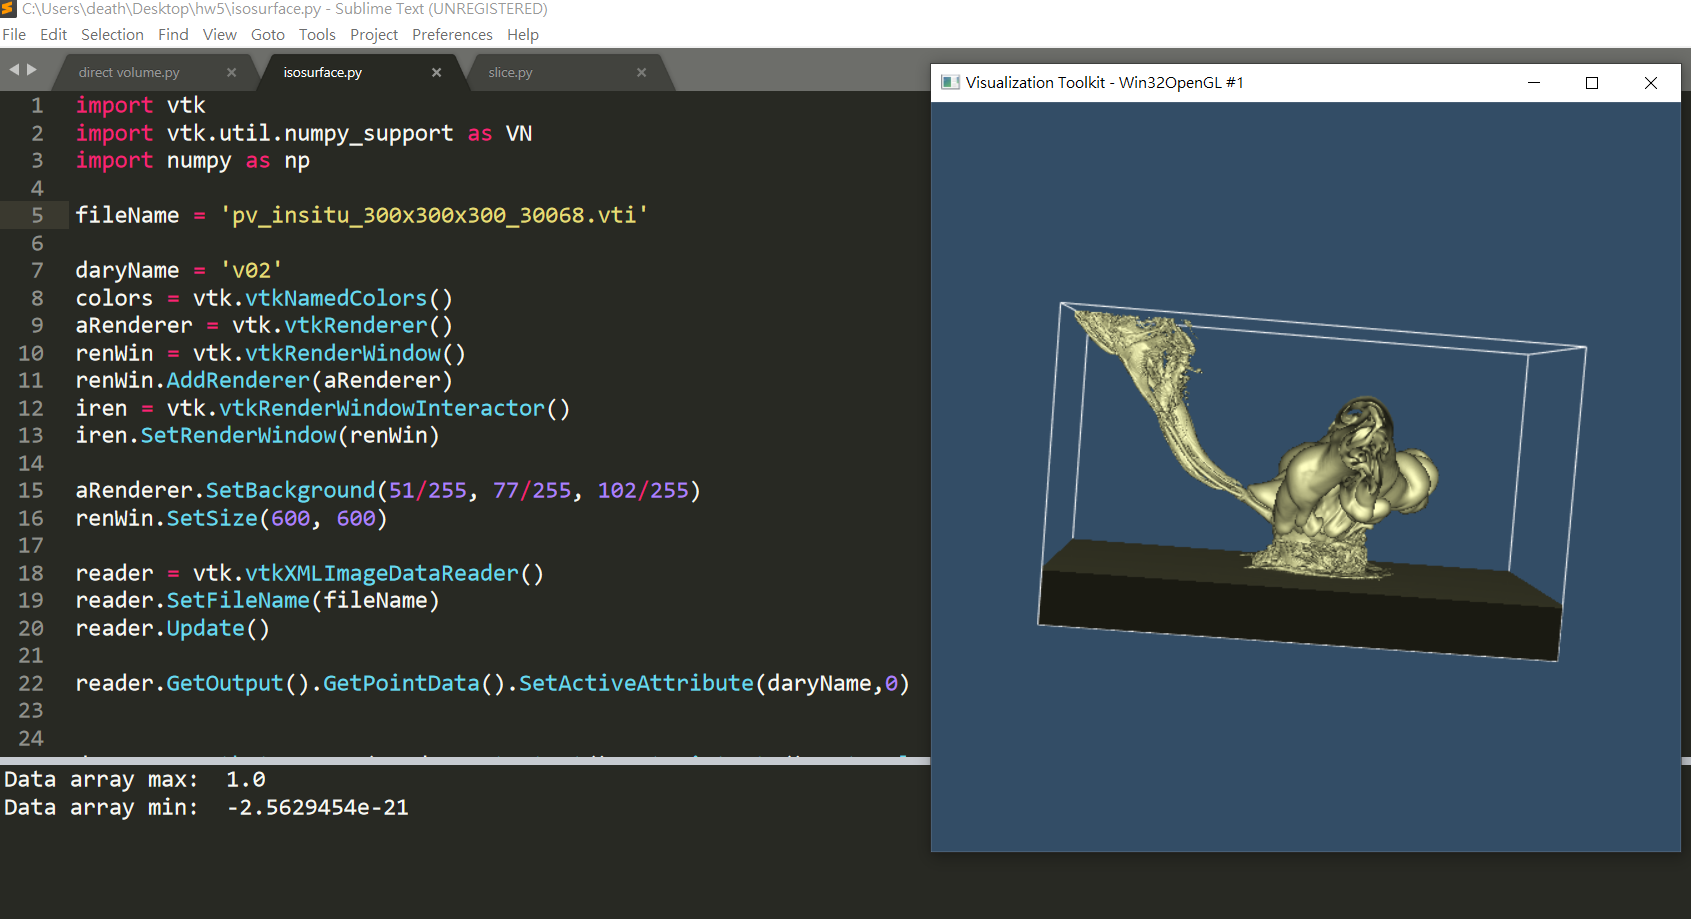 C:\Users\death\Desktop\hw5\isosurface.py - Sublime Text (UNREGISTERED)
File Edit Selection Find View Goto Tools Project Preferences Help
direct volume.py
isosurface.py
slice.py
Visualization Toolkit - Win32OpenGL #1
1 import vtk
2 import vtk.util.numpy_support as VN
3 import numpy as np
4
5 fileName = 'pv_insitu_300x300x300_30068.vti'
6
7 daryName = 'v02'
8 colors = vtk.vtkNamedColors()
9 aRenderer = vtk.vtkRenderer()
10 renWin = vtk.vtkRenderWindow()
11 renWin.AddRenderer(aRenderer)
12 iren = vtk.vtkRenderWindowInteractor()
13 iren.SetRenderWindow(renWin)
14
15 aRenderer.SetBackground(51/255, 77/255, 102/255)
16 renWin.SetSize(600, 600)
17
18 reader = vtk.vtkXMLImageDataReader()
19 reader.SetFileName(fileName)
20 reader.Update()
21
22 reader.GetOutput().GetPointData().SetActiveAttribute(daryName,0)
23
24
Data array max:  1.0
Data array min:  -2.5629454e-21